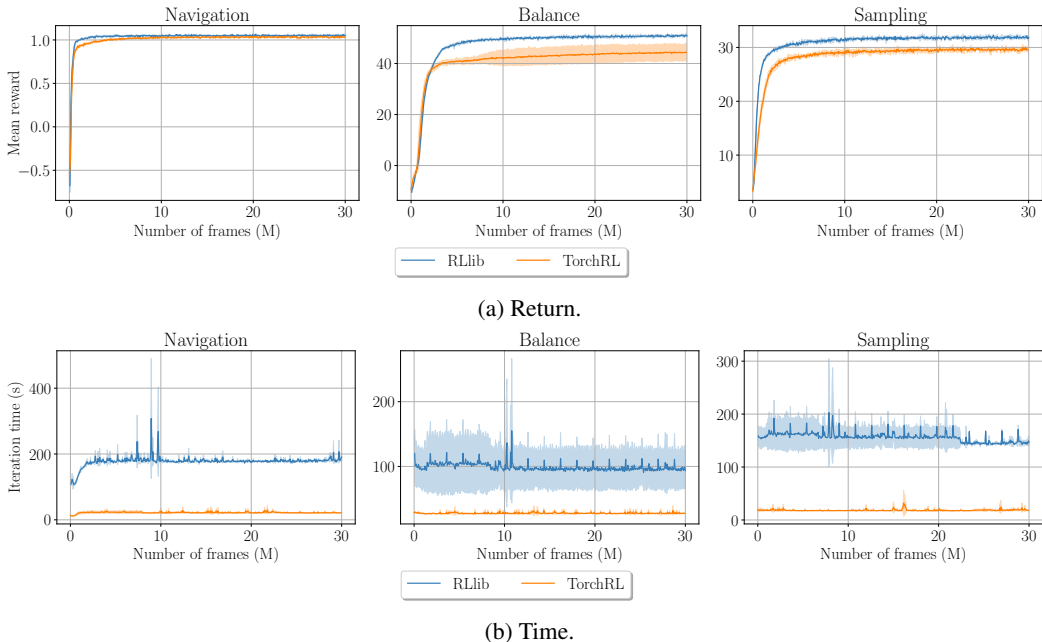 Navigation
Balance
Sampling
Mean reward
1.0
0.5
0.0
−0.5
0 10 20 30
Number of frames (M)
40
20
0
0 10 20 30
Number of frames (M)
30
20
10
0 10 20 30
Number of frames (M)
RLlib TorchRL
(a) Return.
Navigation
Balance
Sampling
Iteration time (s)
400
200
0
0 10 20 30
Number of frames (M)
200
100
0 10 20 30
Number of frames (M)
300
200
100
0
0 10 20 30
Number of frames (M)
RLlib TorchRL
(b) Time.